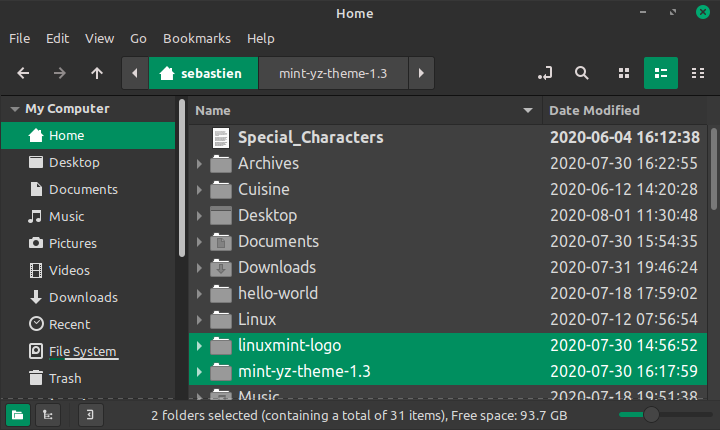 Home
File Edit View Go Bookmarks Help
sebastien mint-yz-theme-1.3
My Computer
Home
Desktop
Documents
Music
Pictures
Videos
Downloads
Recent
File System
Trash
Name Date Modified
Special_Characters 2020-06-04 16:12:38
Archives 2020-07-30 16:22:55
Cuisine 2020-06-12 14:20:28
Desktop 2020-08-01 11:30:48
Documents 2020-07-30 15:54:35
Downloads 2020-07-31 19:46:24
hello-world 2020-07-18 17:59:02
Linux 2020-07-12 07:56:54
linuxmint-logo 2020-07-30 14:56:52
mint-yz-theme-1.3 2020-07-30 16:17:59
Music 2020-07-18 19:51:38
2 folders selected (containing a total of 31 items), Free space: 93.7 GB